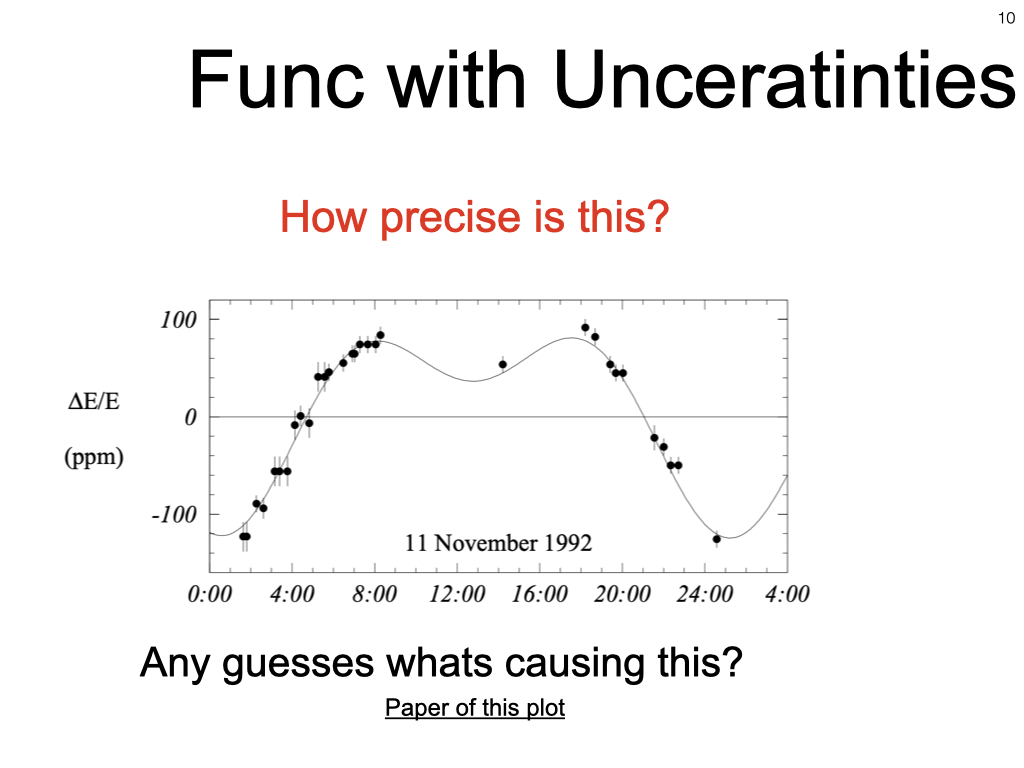 10
Func with Unceratinties
How precise is this?
100
ΔE/E
0
(ppm)
-100
11 November 1992
0:00 4:00 8:00 12:00 16:00 20:00 24:00 4:00
Any guesses whats causing this?
Paper of this plot